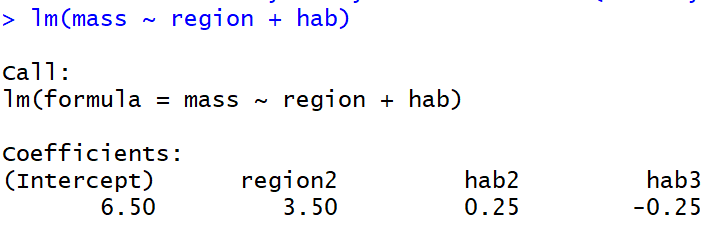 > lm(mass ~ region + hab)
Call:
lm(formula = mass ~ region + hab)
Coefficients:
(Intercept) region2 hab2 hab3
6.50 3.50 0.25 -0.25